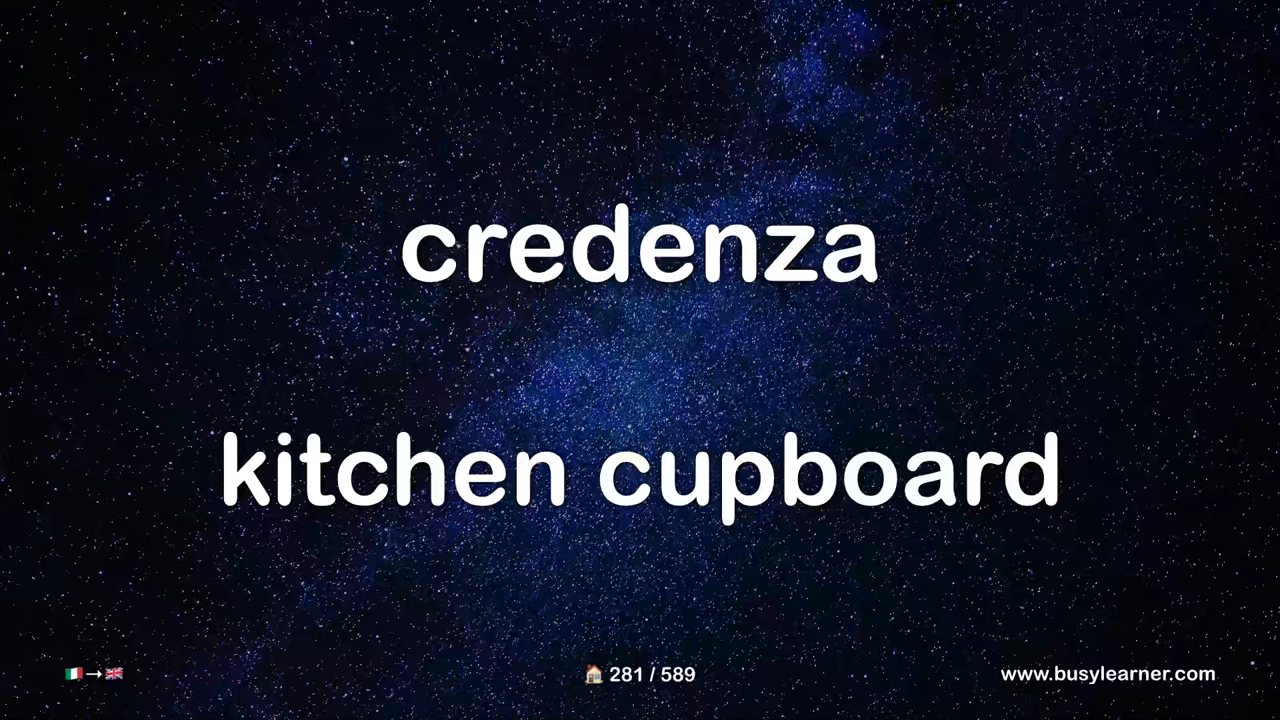 credenza
kitchen cupboard
🇮🇹→🇬🇧
🏠 281 / 589
www.busylearner.com